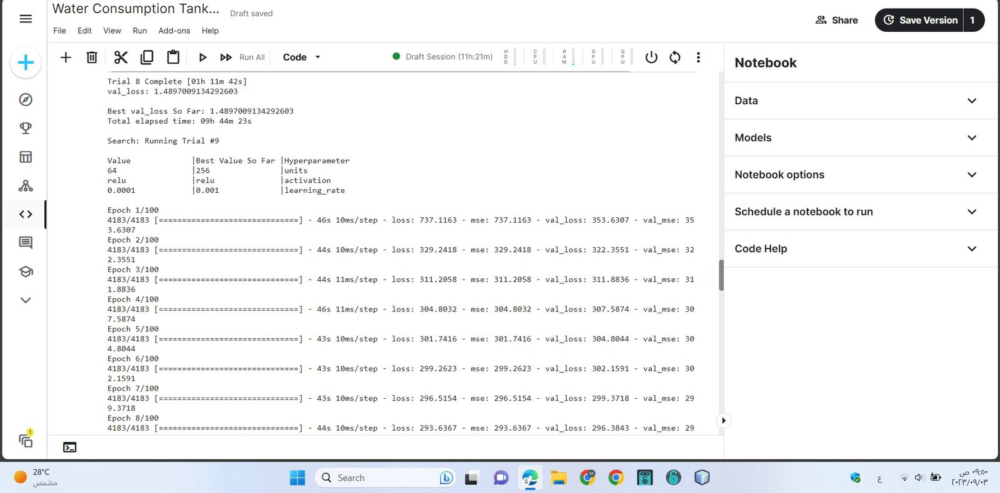 Water Consumption Tank...
Draft saved
File Edit View Run Add-ons Help
Share
Save Version 1
Run All
Code
Draft Session (11h:21m)
HDD
CPU
RAM
GPU
GPU
Trial 8 Complete [01h 11m 42s]
val_loss: 1.4897009134292603
Best val_loss So Far: 1.4897009134292603
Total elapsed time: 09h 44m 23s
Search: Running Trial #9
Value |Best Value So Far |Hyperparameter
64 |256 |units
relu |relu |activation
0.0001 |0.001 |learning_rate
Epoch 1/100
4183/4183 [==============================] - 46s 10ms/step - loss: 737.1163 - mse: 737.1163 - val_loss: 353.6307 - val_mse: 35
3.6307
Epoch 2/100
4183/4183 [==============================] - 44s 10ms/step - loss: 329.2418 - mse: 329.2418 - val_loss: 322.3551 - val_mse: 32
2.3551
Epoch 3/100
4183/4183 [==============================] - 44s 11ms/step - loss: 311.2058 - mse: 311.2058 - val_loss: 311.8836 - val_mse: 31
1.8836
Epoch 4/100
4183/4183 [==============================] - 46s 11ms/step - loss: 304.8032 - mse: 304.8032 - val_loss: 307.5874 - val_mse: 30
7.5874
Epoch 5/100
4183/4183 [==============================] - 43s 10ms/step - loss: 301.7416 - mse: 301.7416 - val_loss: 304.8044 - val_mse: 30
4.8044
Epoch 6/100
4183/4183 [==============================] - 43s 10ms/step - loss: 299.2623 - mse: 299.2623 - val_loss: 302.1591 - val_mse: 30
2.1591
Epoch 7/100
4183/4183 [==============================] - 43s 10ms/step - loss: 296.5154 - mse: 296.5154 - val_loss: 299.3718 - val_mse: 29
9.3718
Epoch 8/100
4183/4183 [==============================] - 44s 10ms/step - loss: 293.6367 - mse: 293.6367 - val_loss: 296.3843 - val_mse: 29
Notebook
Data
Models
Notebook options
Schedule a notebook to run
Code Help
1
28°C
مشمس
Search
M
ع
٠٩:٥٠ ص
٢٠٢٣/٠٩/٠٣